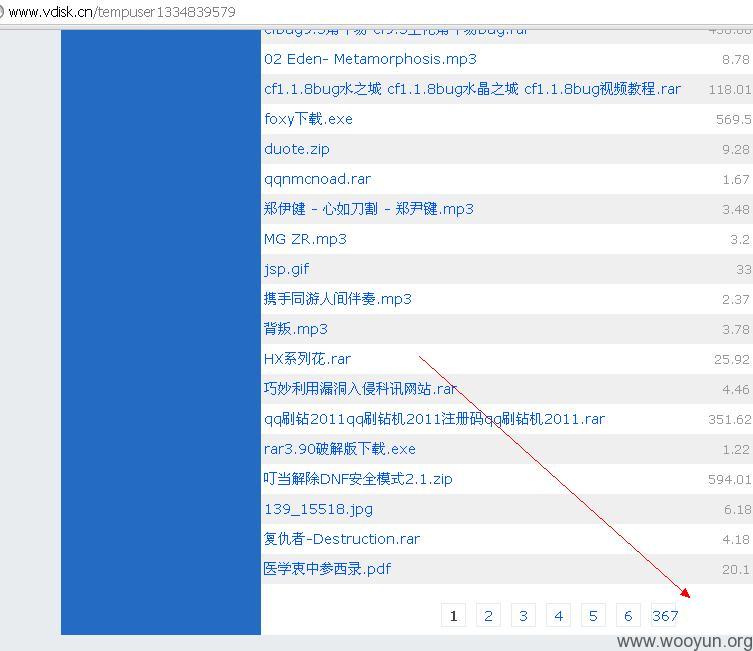 www.vdisk.cn/tempuser1334839579
02 Eden- Metamorphosis.mp3 8.78
cf1.1.8bug水之城 cf1.1.8bug水晶之城 cf1.1.8bug视频教程.rar 118.01
foxy下载.exe 569.5
duote.zip 9.28
qqnmcnoad.rar 1.67
郑伊健 - 心如刀割 - 郑尹键.mp3 3.48
MG ZR.mp3 3.2
jsp.gif 33
携手同游人间伴奏.mp3 2.37
背叛.mp3 3.78
HX系列花.rar 25.92
巧妙利用漏洞入侵科讯网站.rar 4.46
qq刷钻2011qq刷钻机2011注册码qq刷钻机2011.rar 351.62
rar3.90破解版下载.exe 1.22
叮当解除DNF安全模式2.1.zip 594.01
139_15518.jpg 6.18
复仇者-Destruction.rar 4.18
医学衷中参西录.pdf 20.1
1 2 3 4 5 6 367
www.wooyun.org